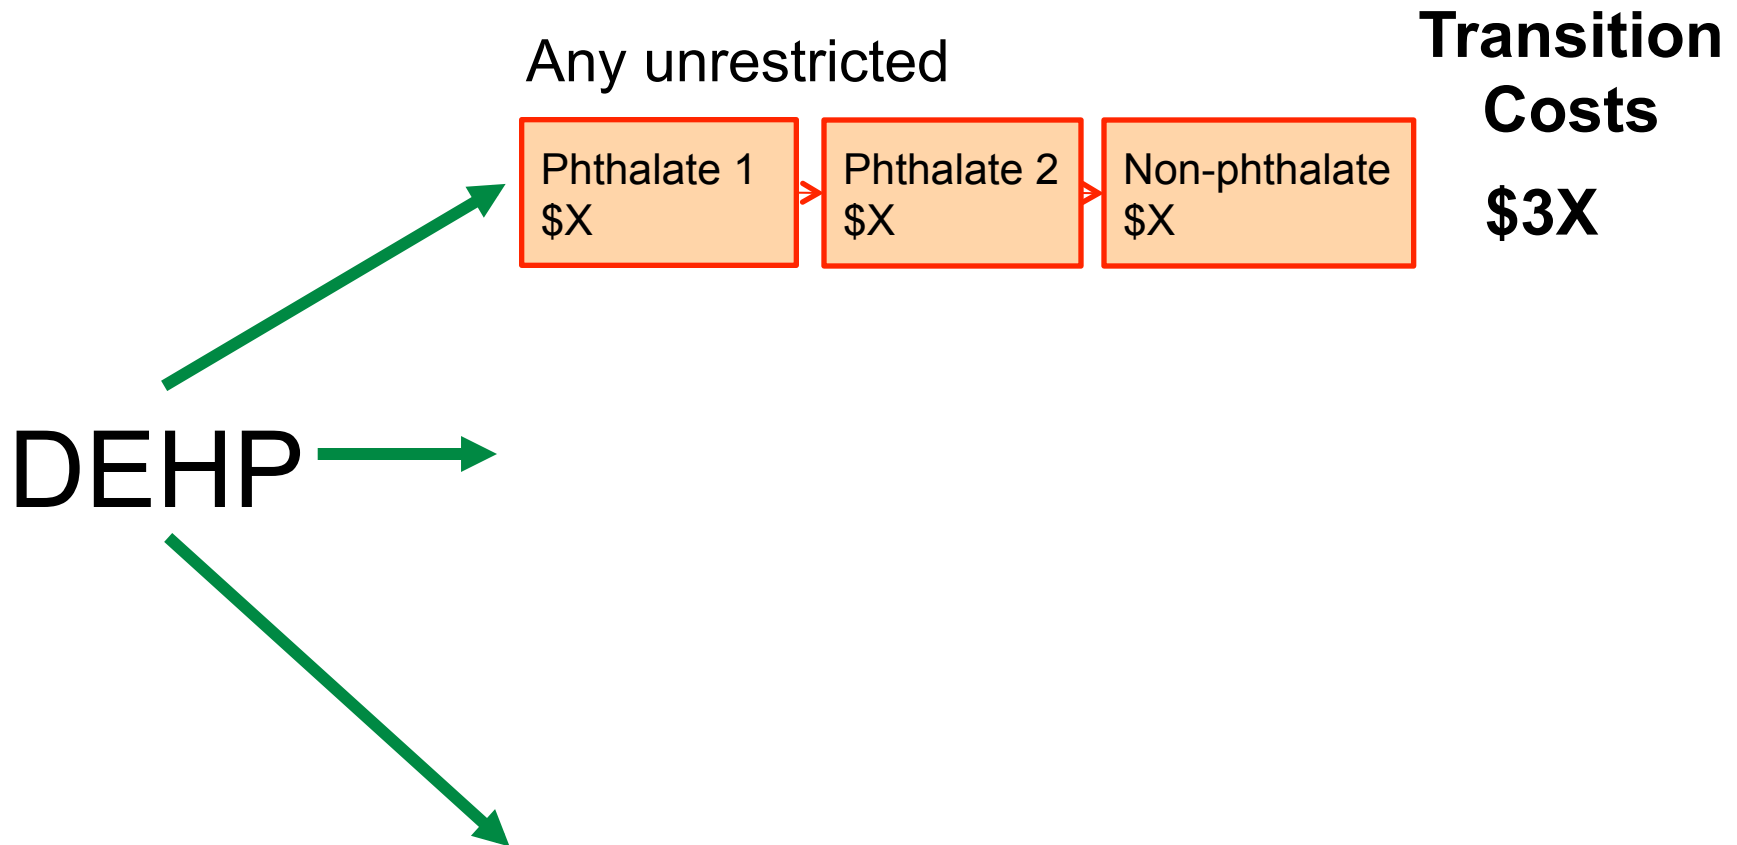 Transition
Costs
Any unrestricted
Phthalate 1
$X
Phthalate 2
$X
Non-phthalate
$X
$3X
DEHP